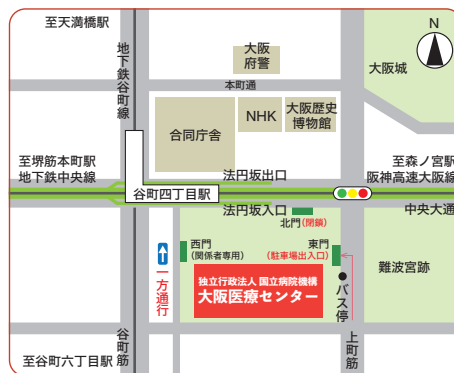 至天満橋駅
地下鉄谷町線
大阪
府警
大阪城
N
本町通
合同庁舎
NHK
大阪歴史
博物館
至堺筋本町駅
地下鉄中央線
法円坂出口
至森ノ宮駅
阪神高速大阪線
谷町四丁目駅
法円坂入口
中央大通
北門(閉鎖)
西門
(関係者専用)
東門
(駐車場出入口)
一方通行
独立行政法人 国立病院機構
大阪医療センター
バス停
難波宮跡
谷町筋
上町筋
至谷町六丁目駅